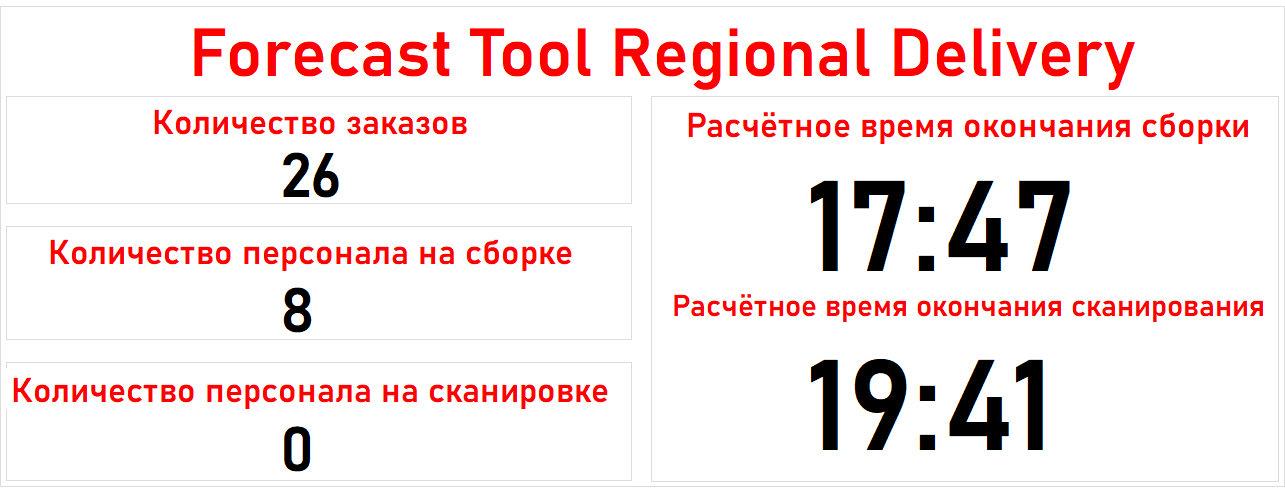 Forecast Tool Regional Delivery
Количество заказов
26
Количество персонала на сборке
8
Количество персонала на сканировке
0
Расчётное время окончания сборки
17:47
Расчётное время окончания сканирования
19:41